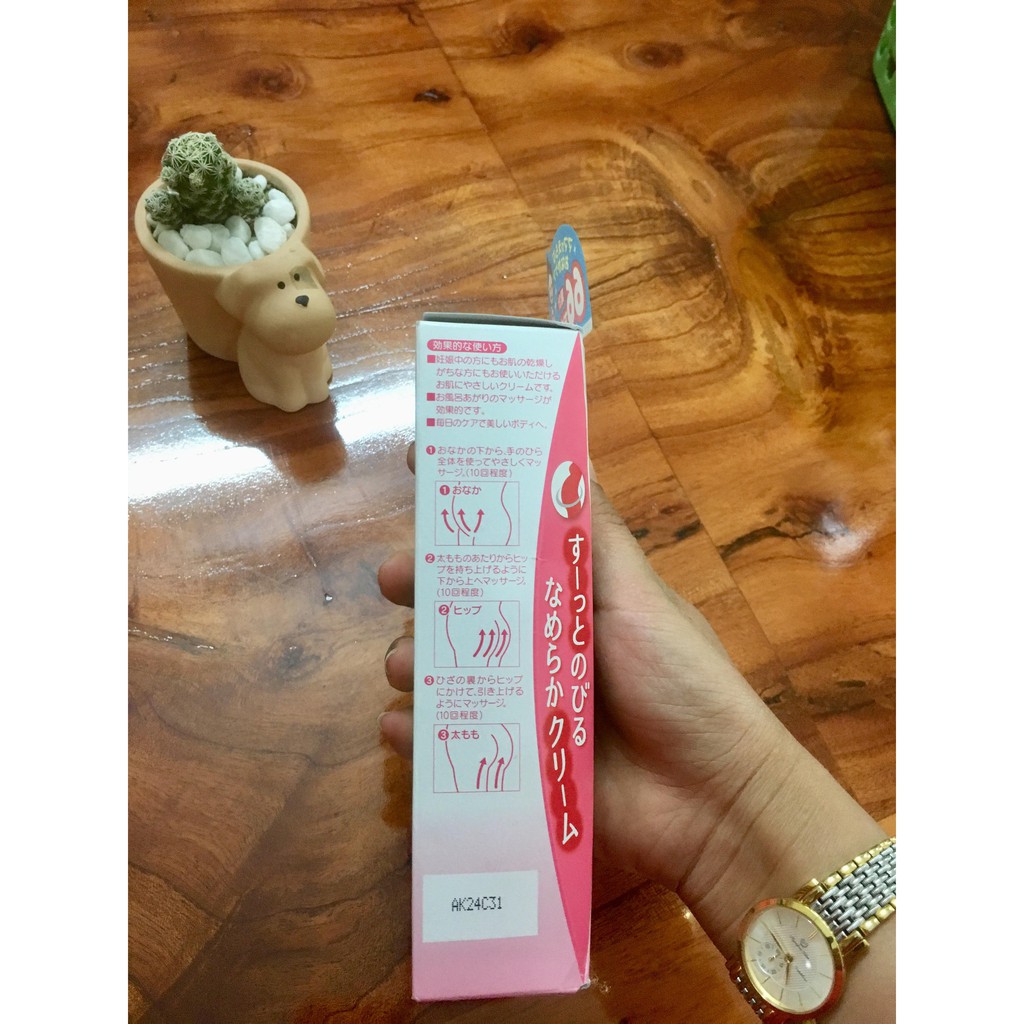 効果的な使い方
■妊娠中の方にもお肌の乾燥し
がちな方にもお使いいただける
お肌にやさしいクリームです。
■お風呂あがりのマッサージが
効果的です。
■毎日のケアで美しいボディへ。
❶おなかの下から、手のひら
全体を使ってやさしくマッ
サージ。(10回程度)
❶おなか
❷太もものあたりからヒッ
プを持ち上げるように
下から上へマッサージ。
(10回程度)
❷ヒップ
❸ひざの裏からヒップ
にかけて、引き上げる
ようにマッサージ。
(10回程度)
❸太もも
すーっとのびる
なめらかクリーム
AK24C31